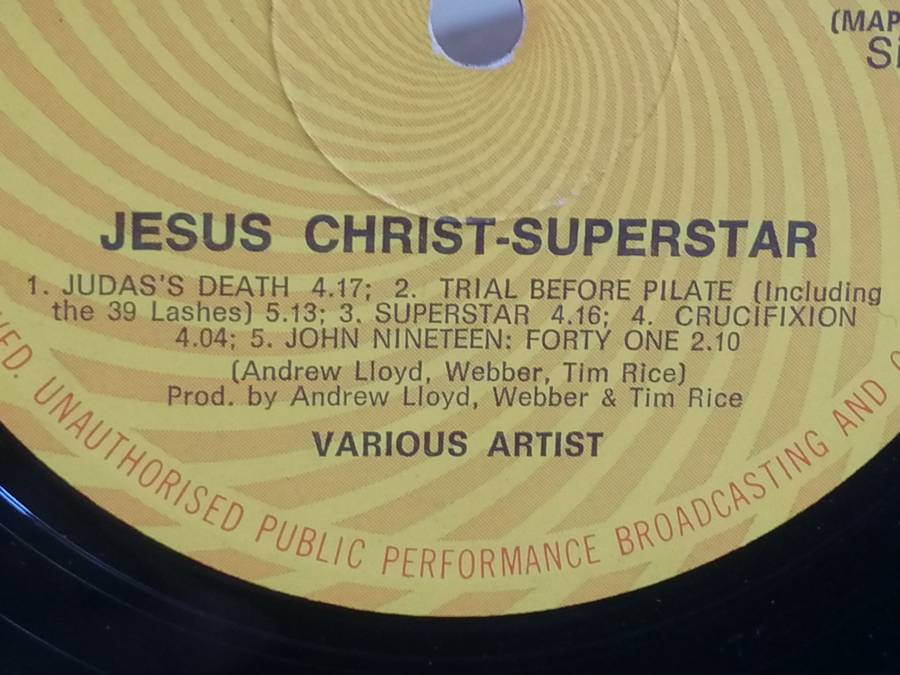 (MAP
Si
JESUS CHRIST-SUPERSTAR
1. JUDAS'S DEATH 4.17; 2. TRIAL BEFORE PILATE (Including
the 39 Lashes) 5.13; 3. SUPERSTAR 4.16; 4. CRUCIFIXION
4.04; 5. JOHN NINETEEN: FORTY ONE 2.10
(Andrew Lloyd, Webber, Tim Rice)
Prod. by Andrew Lloyd, Webber & Tim Rice
VARIOUS ARTIST
UNAUTHORISED PUBLIC PERFORMANCE BROADCASTING AND